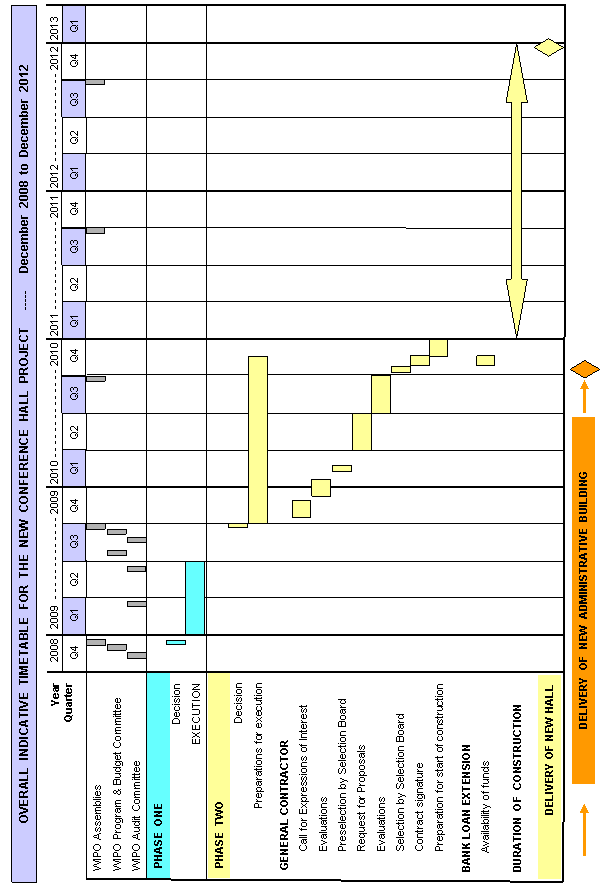 OVERALL INDICATIVE TIMETABLE FOR THE NEW CONFERENCE HALL PROJECT ----- December 2008 to December 2012
Year 2008 2009 ------------------ 2009 2010 ------------------ 2010 2011 ------------------ 2011 2012 ------------------ 2012 2013
Quarter Q4 Q1 Q2 Q3 Q4 Q1 Q2 Q3 Q4 Q1 Q2 Q3 Q4 Q1 Q2 Q3 Q4 Q1
WIPO Assemblies
WIPO Program & Budget Committee
WIPO Audit Committee
PHASE ONE
Decision
EXECUTION
PHASE TWO
Decision
Preparations for execution
GENERAL CONTRACTOR
Call for Expressions of Interest
Evaluations
Preselection by Selection Board
Request for Proposals
Evaluations
Selection by Selection Board
Contract signature
Preparation for start of construction
BANK LOAN EXTENSION
Availability of funds
DURATION OF CONSTRUCTION
DELIVERY OF NEW HALL
DELIVERY OF NEW ADMINISTRATIVE BUILDING